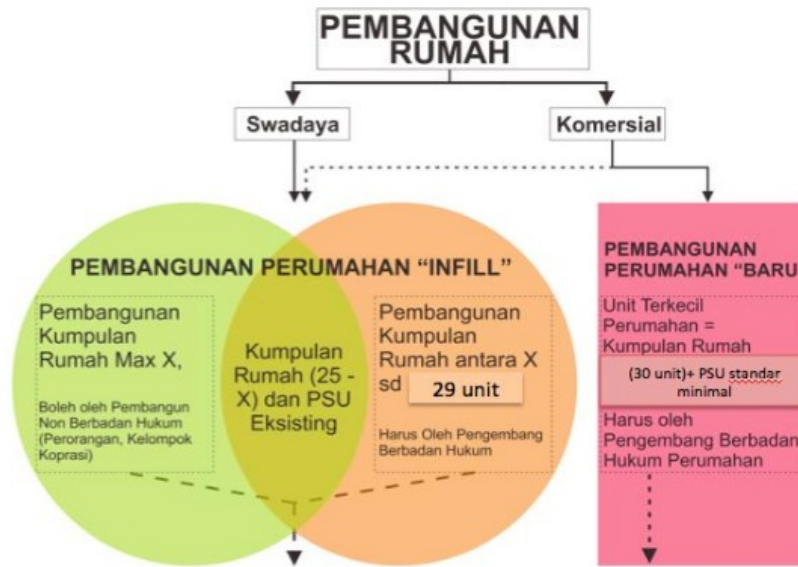 PEMBANGUNAN
RUMAH
Swadaya
Komersial
PEMBANGUNAN PERUMAHAN “INFILL”
Pembangunan
Kumpulan
Rumah Max X,
Boleh oleh Pembangun
Non Berbadan Hukum
(Perorangan, Kelompok
Koprasi)
Kumpulan
Rumah (25 -
X) dan PSU
Eksisting
Pembangunan
Kumpulan
Rumah antara X
sd 29 unit
Harus Oleh Pengembang
Berbadan Hukum
PEMBANGUNAN
PERUMAHAN “BARU
Unit Terkecil
Perumahan =
Kumpulan Rumah
(30 unit)+ PSU standar
minimal
Harus oleh
Pengembang Berbadan
Hukum Perumahan